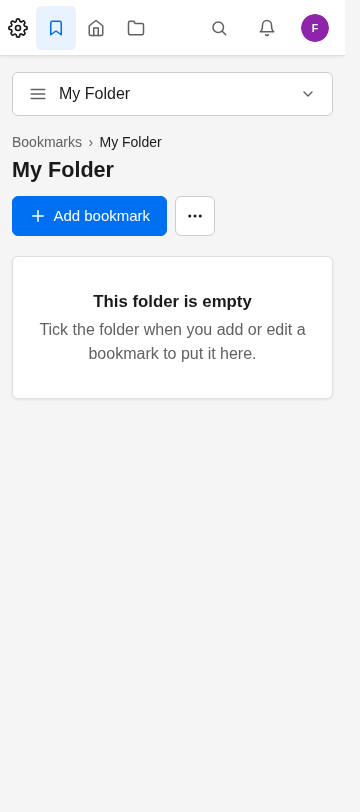 F
My Folder
Bookmarks › My Folder
My Folder
Add bookmark
This folder is empty
Tick the folder when you add or edit a
bookmark to put it here.